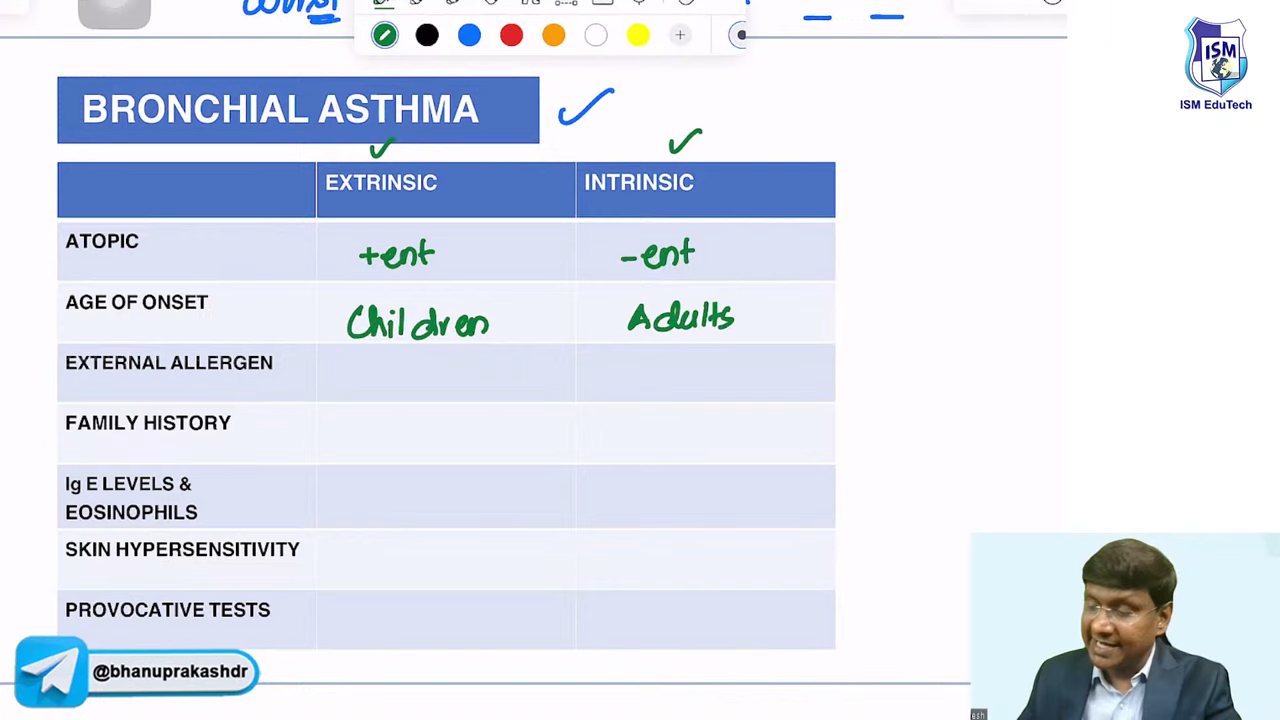 ISM
ISM EduTech
BRONCHIAL ASTHMA
EXTRINSIC INTRINSIC
ATOPIC +ent -ent
AGE OF ONSET Children Adults
EXTERNAL ALLERGEN
FAMILY HISTORY
Ig E LEVELS &
EOSINOPHILS
SKIN HYPERSENSITIVITY
PROVOCATIVE TESTS
@bhanuprakashdr